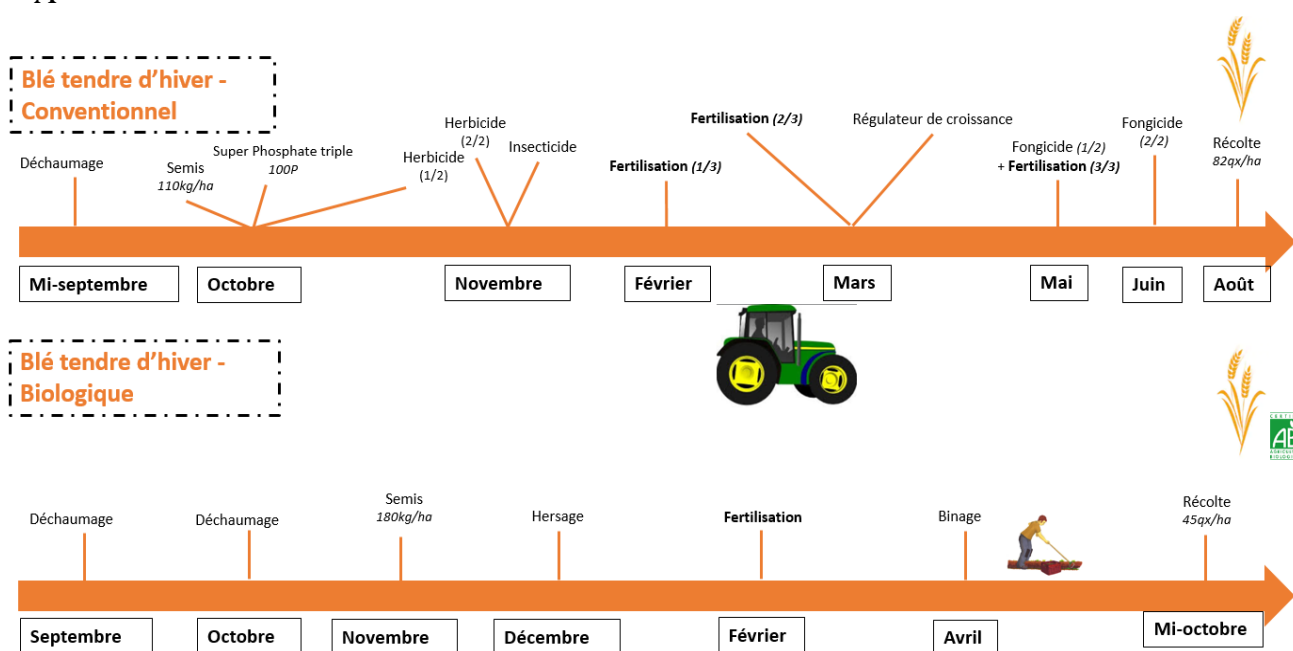 Blé tendre d'hiver -
Conventionnel
Déchaumage
Semis
110kg/ha
Super Phosphate triple
100P
Herbicide
(1/2)
Herbicide
(2/2)
Insecticide
Fertilisation (1/3)
Fertilisation (2/3)
Régulateur de croissance
Fongicide (1/2)
+ Fertilisation (3/3)
Fongicide
(2/2)
Récolte
82qx/ha
Mi-septembre
Octobre
Novembre
Février
Mars
Mai
Juin
Août
Blé tendre d'hiver -
Biologique
Déchaumage
Déchaumage
Semis
180kg/ha
Hersage
Fertilisation
Binage
Récolte
45qx/ha
Septembre
Octobre
Novembre
Décembre
Février
Avril
Mi-octobre